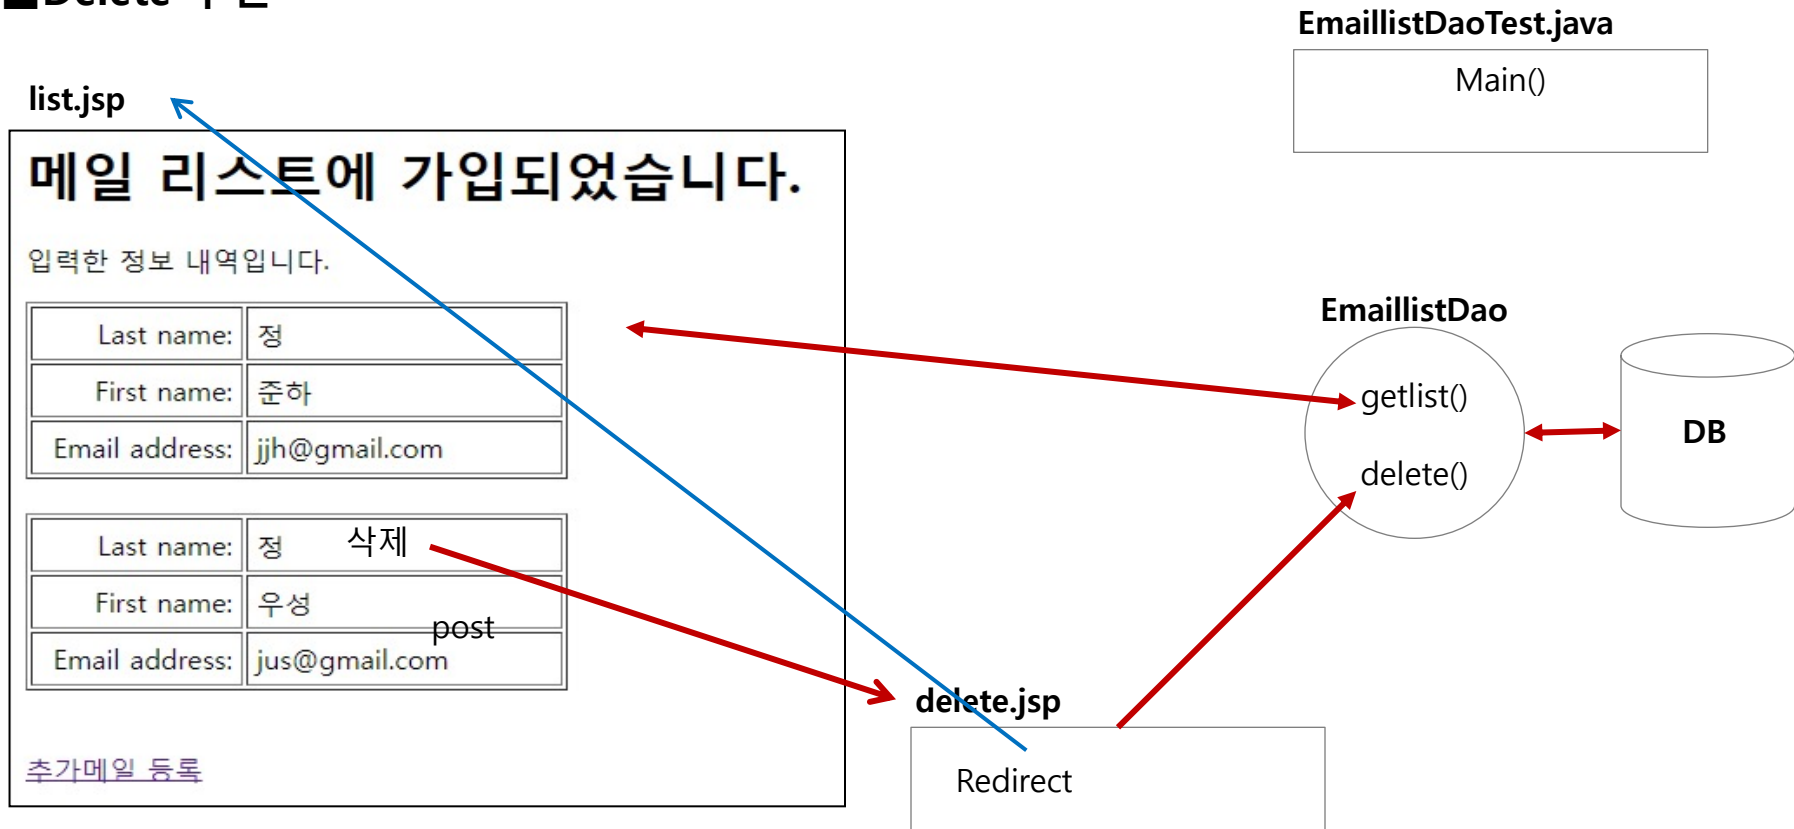 Delete
EmaillistDaoTest.java
Main()
list.jsp
메일 리스트에 가입되었습니다.
입력한 정보 내역입니다.
Last name: 정
First name: 준하
Email address: jjh@gmail.com
Last name: 정 삭제
First name: 우성
post
Email address: jus@gmail.com
추가메일 등록
EmaillistDao
getlist()
delete()
DB
delete.jsp
Redirect